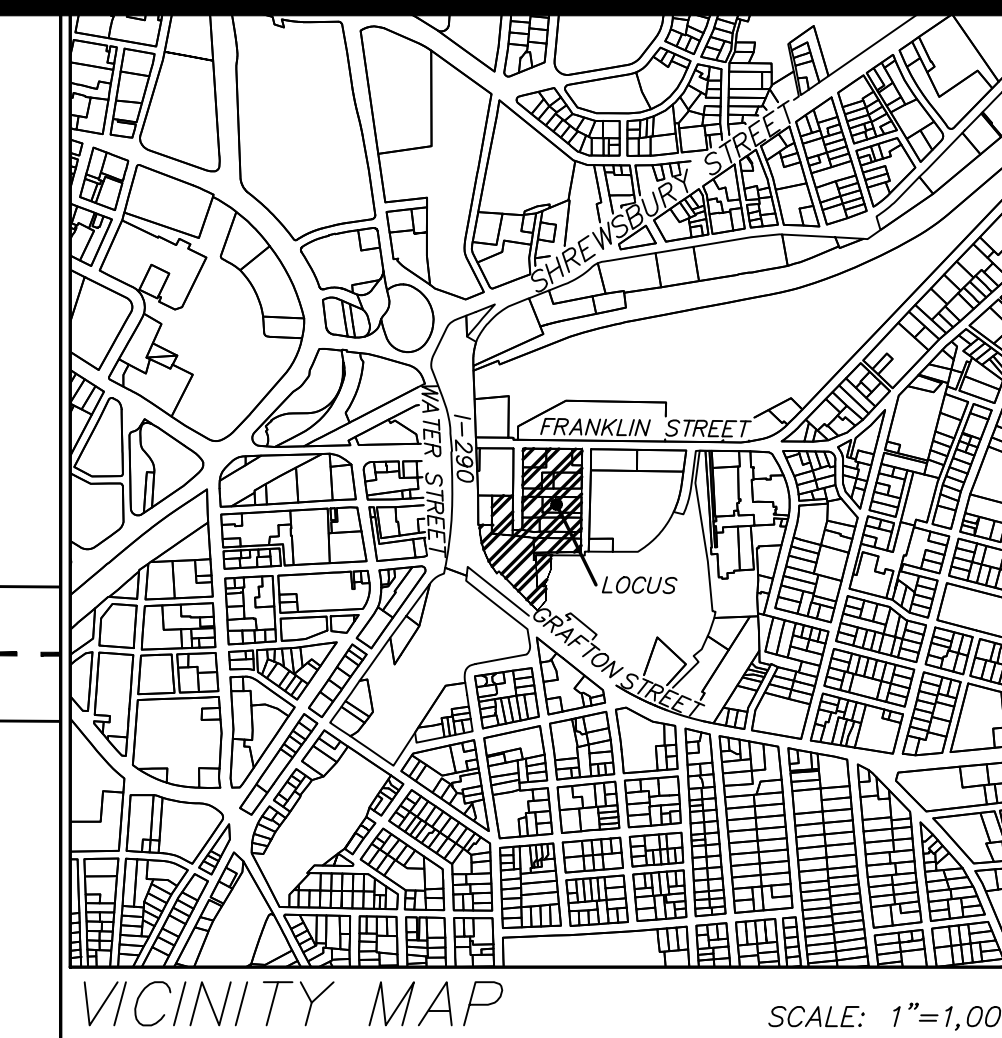 SHREWSBURY STREET
FRANKLIN STREET
WATER STREET
I-290
LOCUS
GRAFTON STREET
VICINITY MAP
SCALE: 1"=1,00